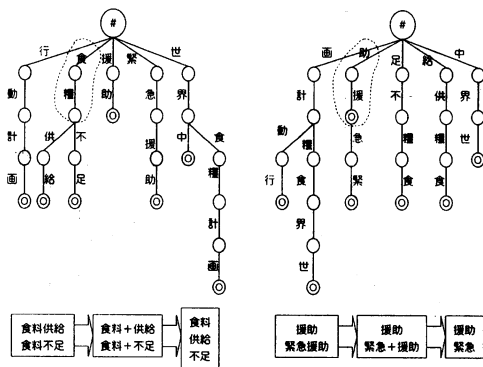 #
行 食 援 緊 世
動 糧 助 急 界
計 供 不 援 中 食
画 給 足 助 糧
計
画
#
画 助 足 給 中
計 援 不 供 界
動 糧 急 糧 糧 世
行 食 緊 食 食
界
世
食料供給
食料不足
食料+供給
食料+不足
食料
供給
不足
援助
緊急援助
援助
緊急+援助
援助
緊急